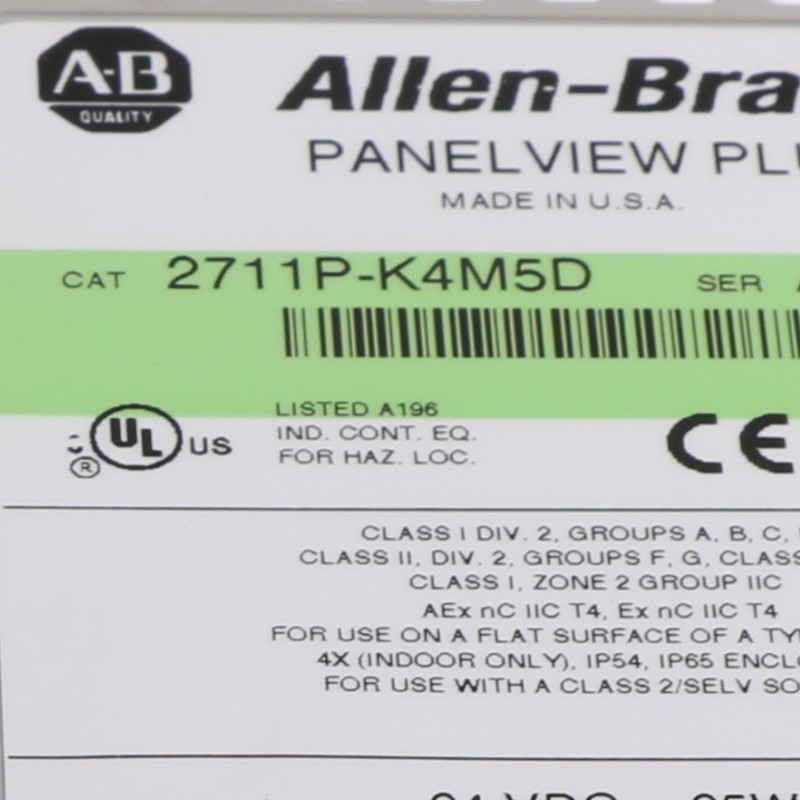 A-B
QUALITY
Allen-Bra
PANELVIEW PL
MADE IN U.S.A.
CAT 2711P-K4M5D SER
LISTED A196
IND. CONT. EQ.
FOR HAZ. LOC.
UL US
®
CE
CLASS I DIV. 2, GROUPS A, B, C,
CLASS II, DIV. 2, GROUPS F, G, CLASS
CLASS I, ZONE 2 GROUP IIC
AEx nC IIC T4, Ex nC IIC T4
FOR USE ON A FLAT SURFACE OF A TY
4X (INDOOR ONLY), IP54, IP65 ENCL
FOR USE WITH A CLASS 2/SELV SO